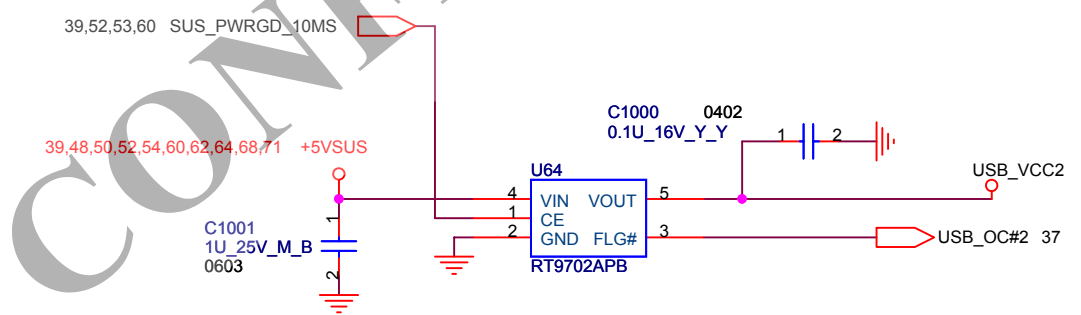 39,52,53,60 SUS_PWRGD_10MS
C1000 0402
0.1U_16V_Y_Y
1 2
39,48,50,52,54,60,62,64,68,71 +5VSUS
USB_VCC2
U64
4 VIN VOUT 5
1 CE
2 GND FLG# 3
USB_OC#2 37
RT9702APB
C1001
1U_25V_M_B
0603
1
2